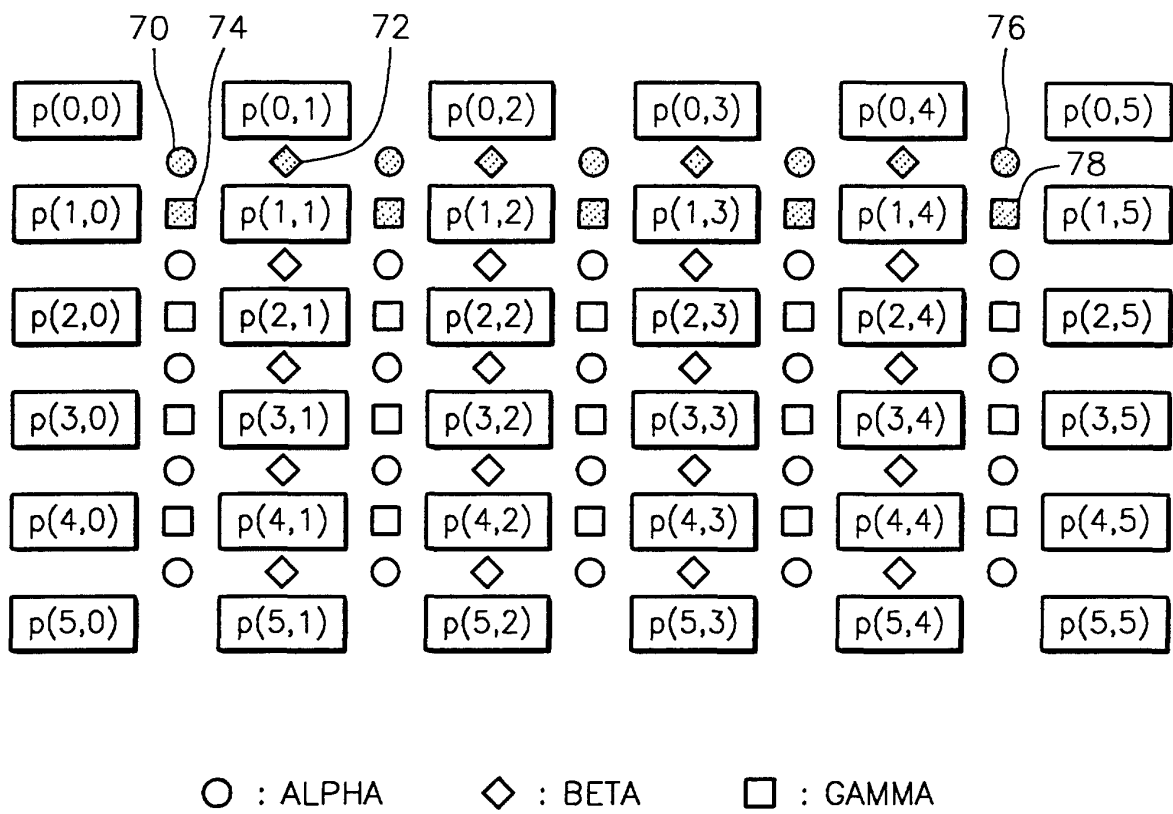 70 74 72 76
p(0,0) p(0,1) p(0,2) p(0,3) p(0,4) p(0,5)
78
p(1,0) p(1,1) p(1,2) p(1,3) p(1,4) p(1,5)
p(2,0) p(2,1) p(2,2) p(2,3) p(2,4) p(2,5)
p(3,0) p(3,1) p(3,2) p(3,3) p(3,4) p(3,5)
p(4,0) p(4,1) p(4,2) p(4,3) p(4,4) p(4,5)
p(5,0) p(5,1) p(5,2) p(5,3) p(5,4) p(5,5)
: ALPHA : BETA : GAMMA